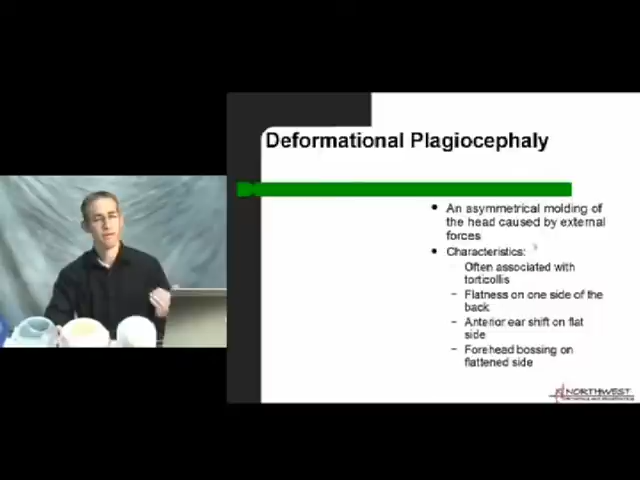 Deformational Plagiocephaly
• An asymmetrical molding of
the head caused by external
forces
• Characteristics:
Often associated with
torticollis
– Flatness on one side of the
back
– Anterior ear shift on flat
side
– Forehead bossing on
flattened side
NORTHWEST